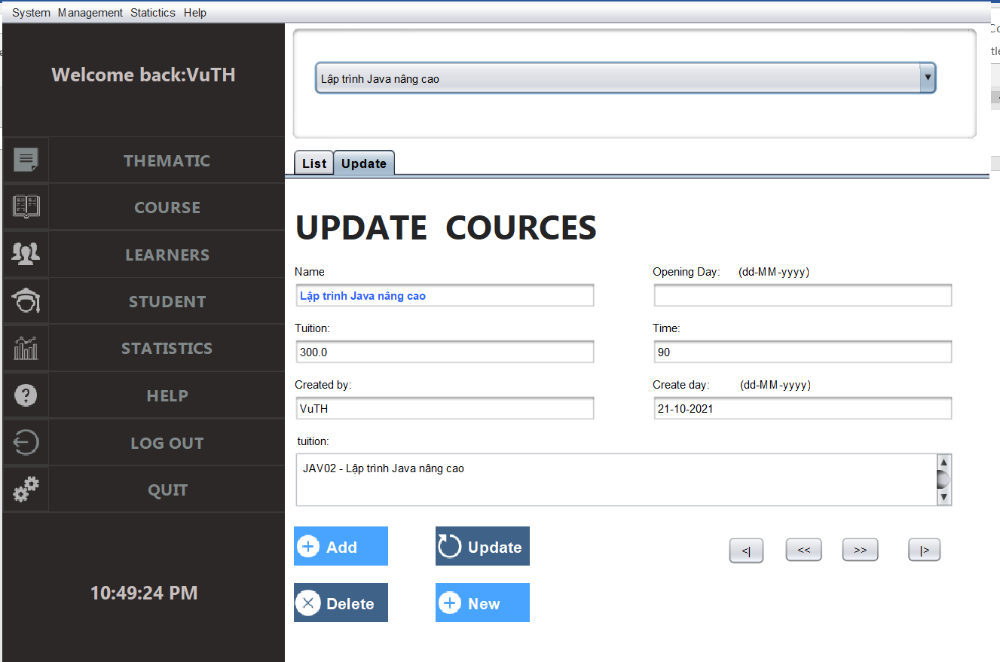 System Management Statictics Help
Welcome back:VuTH
THEMATIC
COURSE
LEARNERS
STUDENT
STATISTICS
HELP
LOG OUT
QUIT
10:49:24 PM
Lập trình Java nâng cao
List Update
UPDATE COURCES
Name Opening Day: (dd-MM-yyyy)
Lập trình Java nâng cao
Tuition: Time:
300.0 90
Created by: Create day: (dd-MM-yyyy)
VuTH 21-10-2021
tuition:
JAV02 - Lập trình Java nâng cao
Add Update <| << >> |>
Delete New